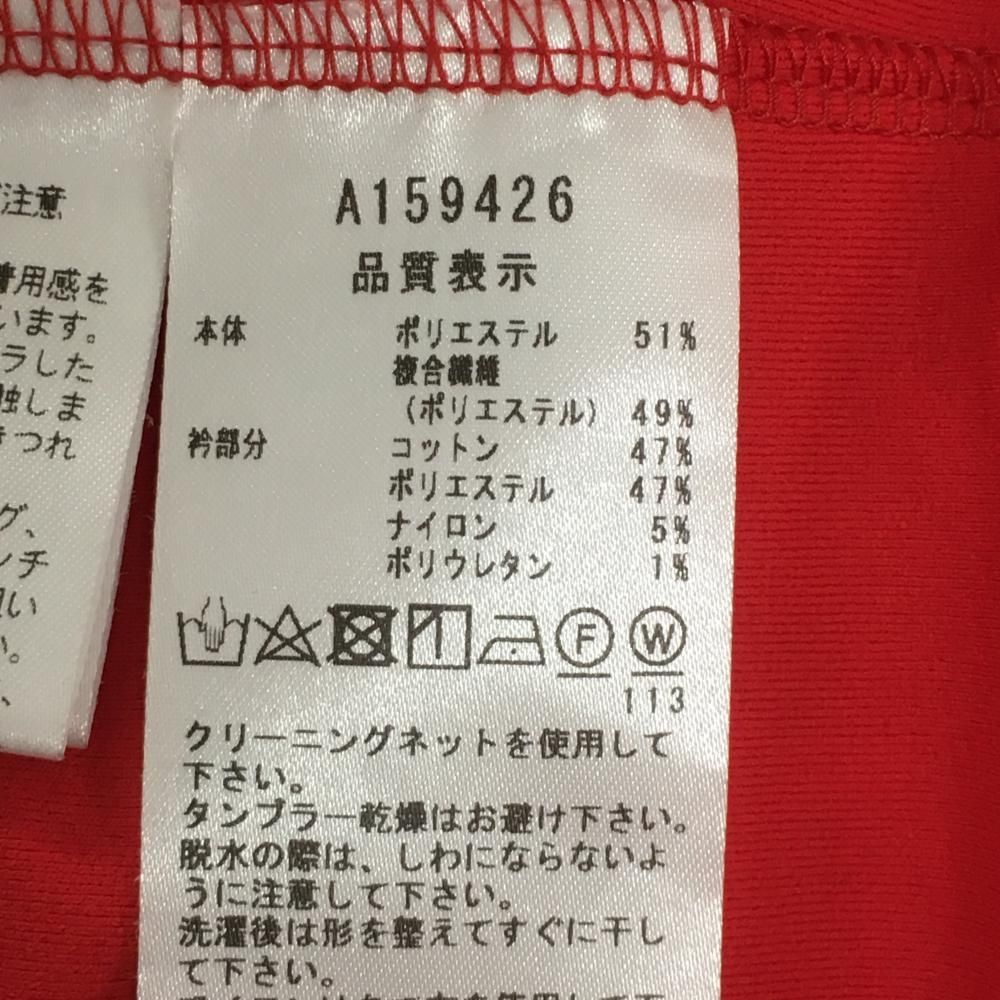 注意
着用感を
います。
ラした
触しま
きつれ
グ、
ンチ
い
。
、
A159426
品質表示
本体 ポリエステル 51%
複合繊維
(ポリエステル) 49%
衿部分 コットン 47%
ポリエステル 47%
ナイロン 5%
ポリウレタン 1%
F W
113
クリーニングネットを使用して
下さい。
タンブラー乾燥はお避け下さい。
脱水の際は、しわにならないよ
うに注意して下さい。
洗濯後は形を整えてすぐに干し
て下さい。